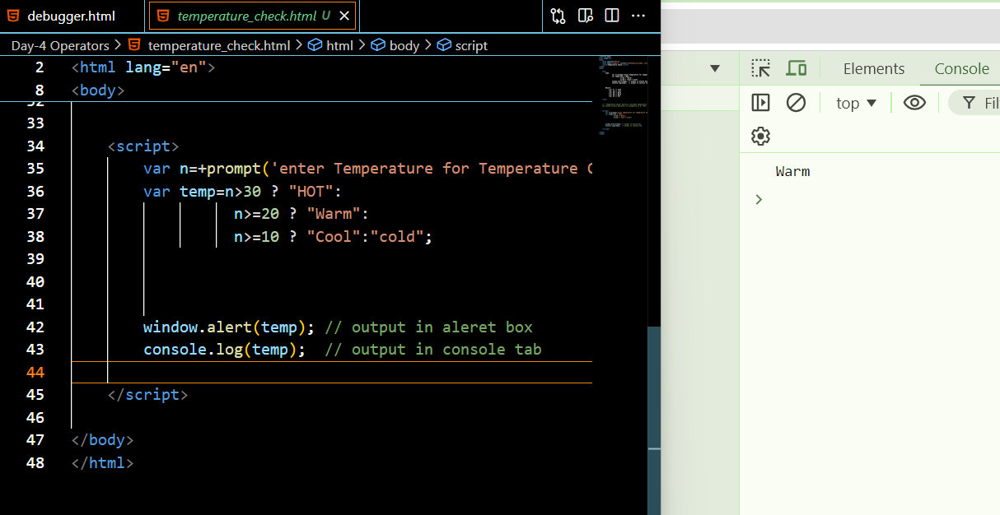 debugger.html
temperature_check.html U
Day-4 Operators > temperature_check.html > html > body > script
2 <html lang="en">
8 <body>
32
33
34 <script>
35 var n=+prompt('enter Temperature for Temperature C
36 var temp=n>30 ? "HOT":
37 n>=20 ? "Warm":
38 n>=10 ? "Cool":"cold";
39
40
41
42 window.alert(temp); // output in aleret box
43 console.log(temp); // output in console tab
44
45 </script>
46
47 </body>
48 </html>
Elements Console
top Fil
Warm